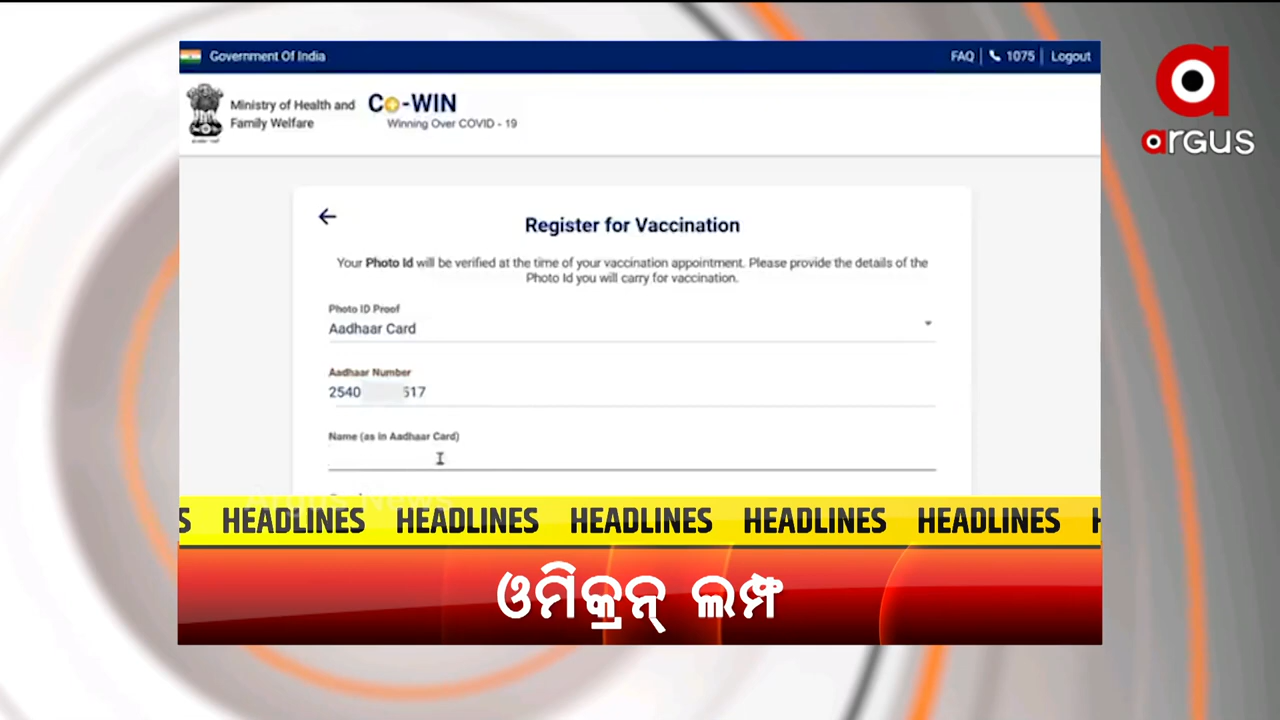 Government Of India
FAQ 1075 Logout
Ministry of Health and
Family Welfare
Co-WIN
Winning Over COVID - 19
argus
Register for Vaccination
Your Photo Id will be verified at the time of your vaccination appointment. Please provide the details of the
Photo Id you will carry for vaccination.
Photo ID Proof
Aadhaar Card
Aadhaar Number
2540 517
Name (as in Aadhaar Card)
Argus News
HEADLINES HEADLINES HEADLINES HEADLINES HEADLINES
ଓମିକ୍ରନ୍ ଲମ୍ଫ